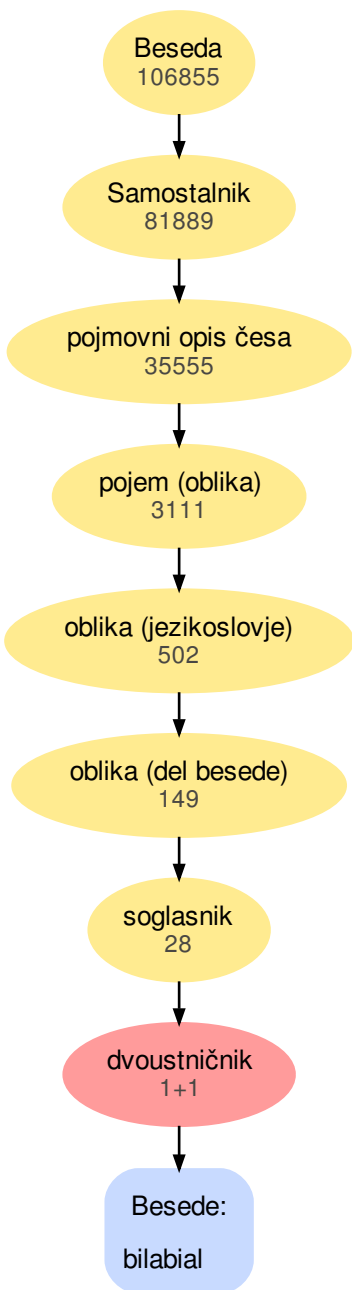 Beseda
106855
Samostalnik
81889
pojmovni opis česa
35555
pojem (oblika)
3111
oblika (jezikoslovje)
502
oblika (del besede)
149
soglasnik
28
dvoustničnik
1+1
Besede:
bilabial